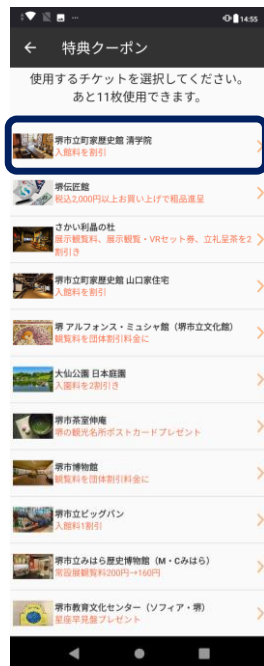 14:55
特典クーポン
使用するチケットを選択してください。
あと11枚使用できます。
堺市立町家歴史館 清学院
入館料を割引
堺伝匠館
税込2,000円以上お買い上げで粗品進呈
さかい利晶の杜
展示観覧料、展示観覧・VRセット券、立礼呈茶を2
割引き
堺市立町家歴史館 山口家住宅
入館料を割引
堺 アルフォンス・ミュシャ館（堺市立文化館）
観覧料を団体割引料金に
大仙公園 日本庭園
入園料を2割引き
堺市茶室伸庵
堺の観光名所ポストカードプレゼント
堺市博物館
観覧料を団体割引料金に
堺市立ビッグバン
入館料1割引
堺市立みはら歴史博物館（M・Cみはら）
常設展観覧料200円→160円
堺市教育文化センター（ソフィア・堺）
星座早見盤プレゼント